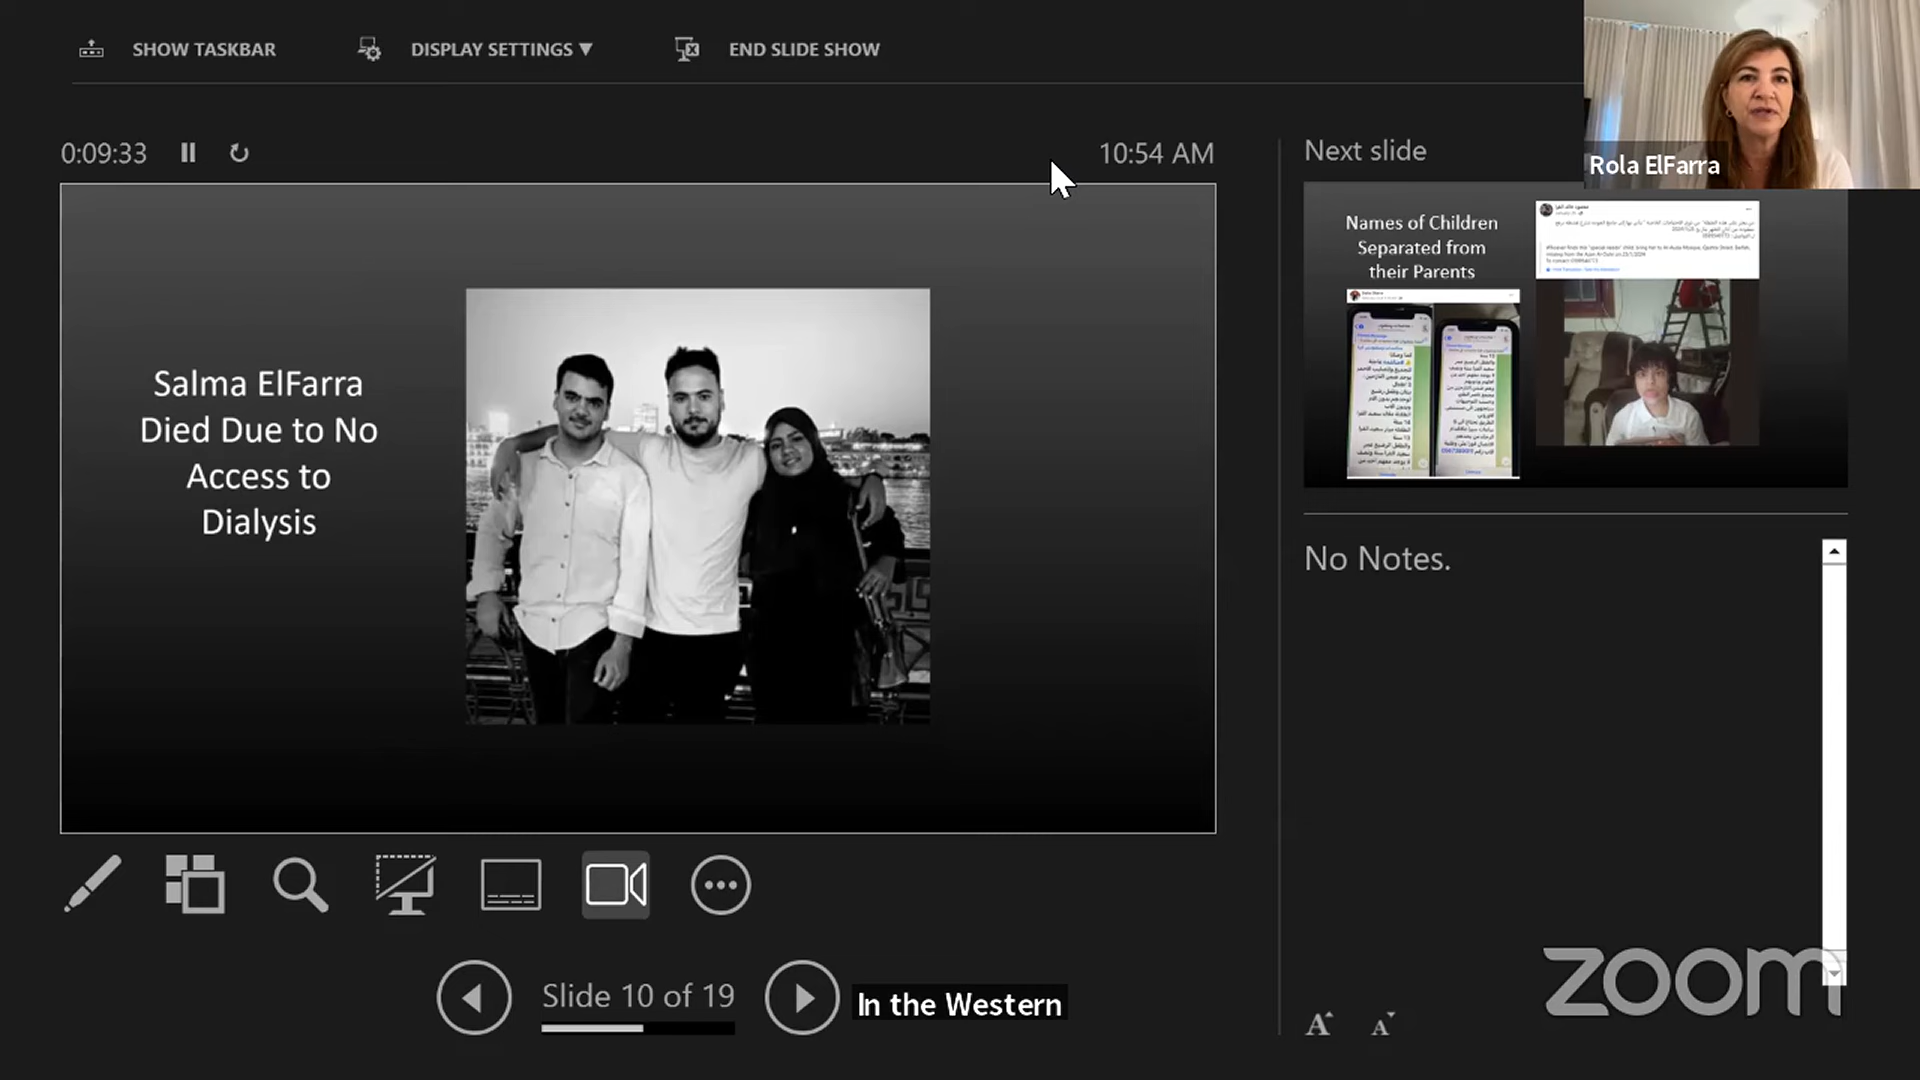 SHOW TASKBAR
DISPLAY SETTINGS ▼
END SLIDE SHOW
0:09:33
10:54 AM
Salma ElFarra
Died Due to No
Access to
Dialysis
Slide 10 of 19
In the Western
Next slide
Rola ElFarra
Names of Children
Separated from
their Parents
No Notes.
zoom